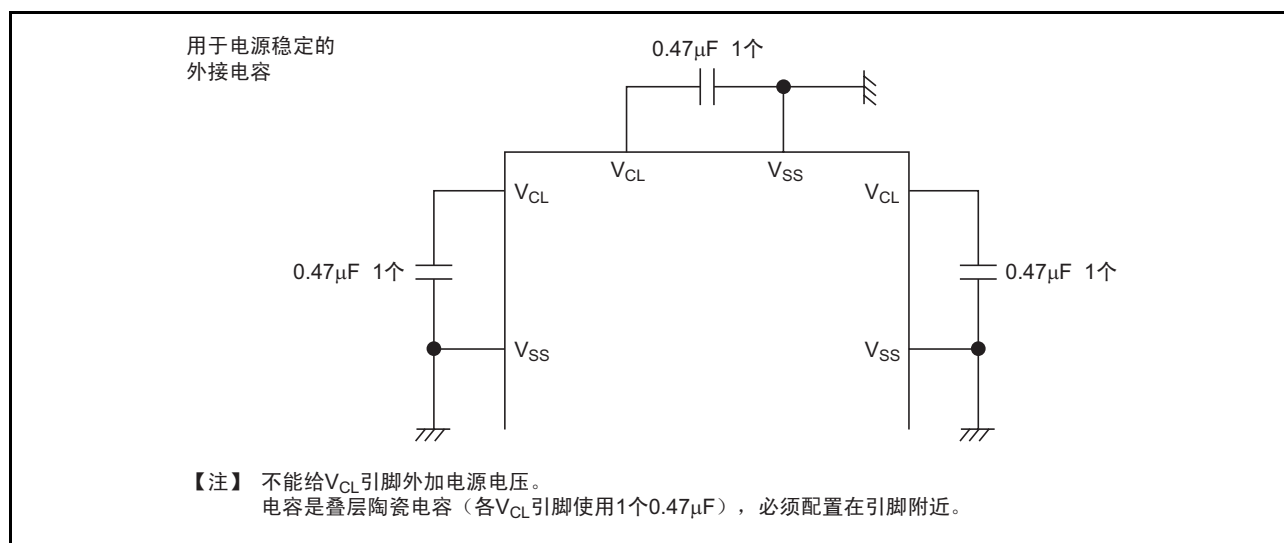 用于电源稳定的
外接电容
0.47μF 1个
VCL
VSS
VCL
VCL
0.47μF 1个
0.47μF 1个
VSS
VSS
【注】 不能给VCL引脚外加电源电压。
电容是叠层陶瓷电容（各VCL引脚使用1个0.47μF），必须配置在引脚附近。